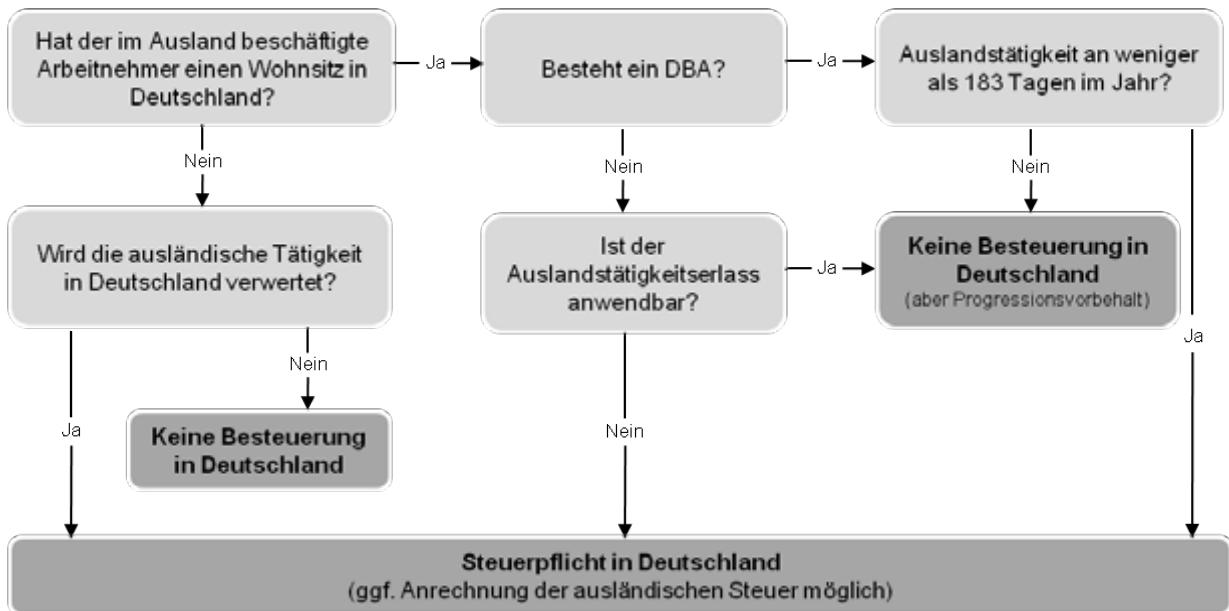 Hat der im Ausland beschäftigte
Arbeitnehmer einen Wohnsitz in
Deutschland?
Ja
Besteht ein DBA?
Ja
Auslandstätigkeit an weniger
als 183 Tagen im Jahr?
Nein
Nein
Nein
Wird die ausländische Tätigkeit
in Deutschland verwertet?
Ist der
Auslandstätigkeitserlass
anwendbar?
Ja
Keine Besteuerung in
Deutschland
(aber Progressionsvorbehalt)
Ja
Nein
Ja
Keine Besteuerung
in Deutschland
Nein
Steuerpflicht in Deutschland
(ggf. Anrechnung der ausländischen Steuer möglich)